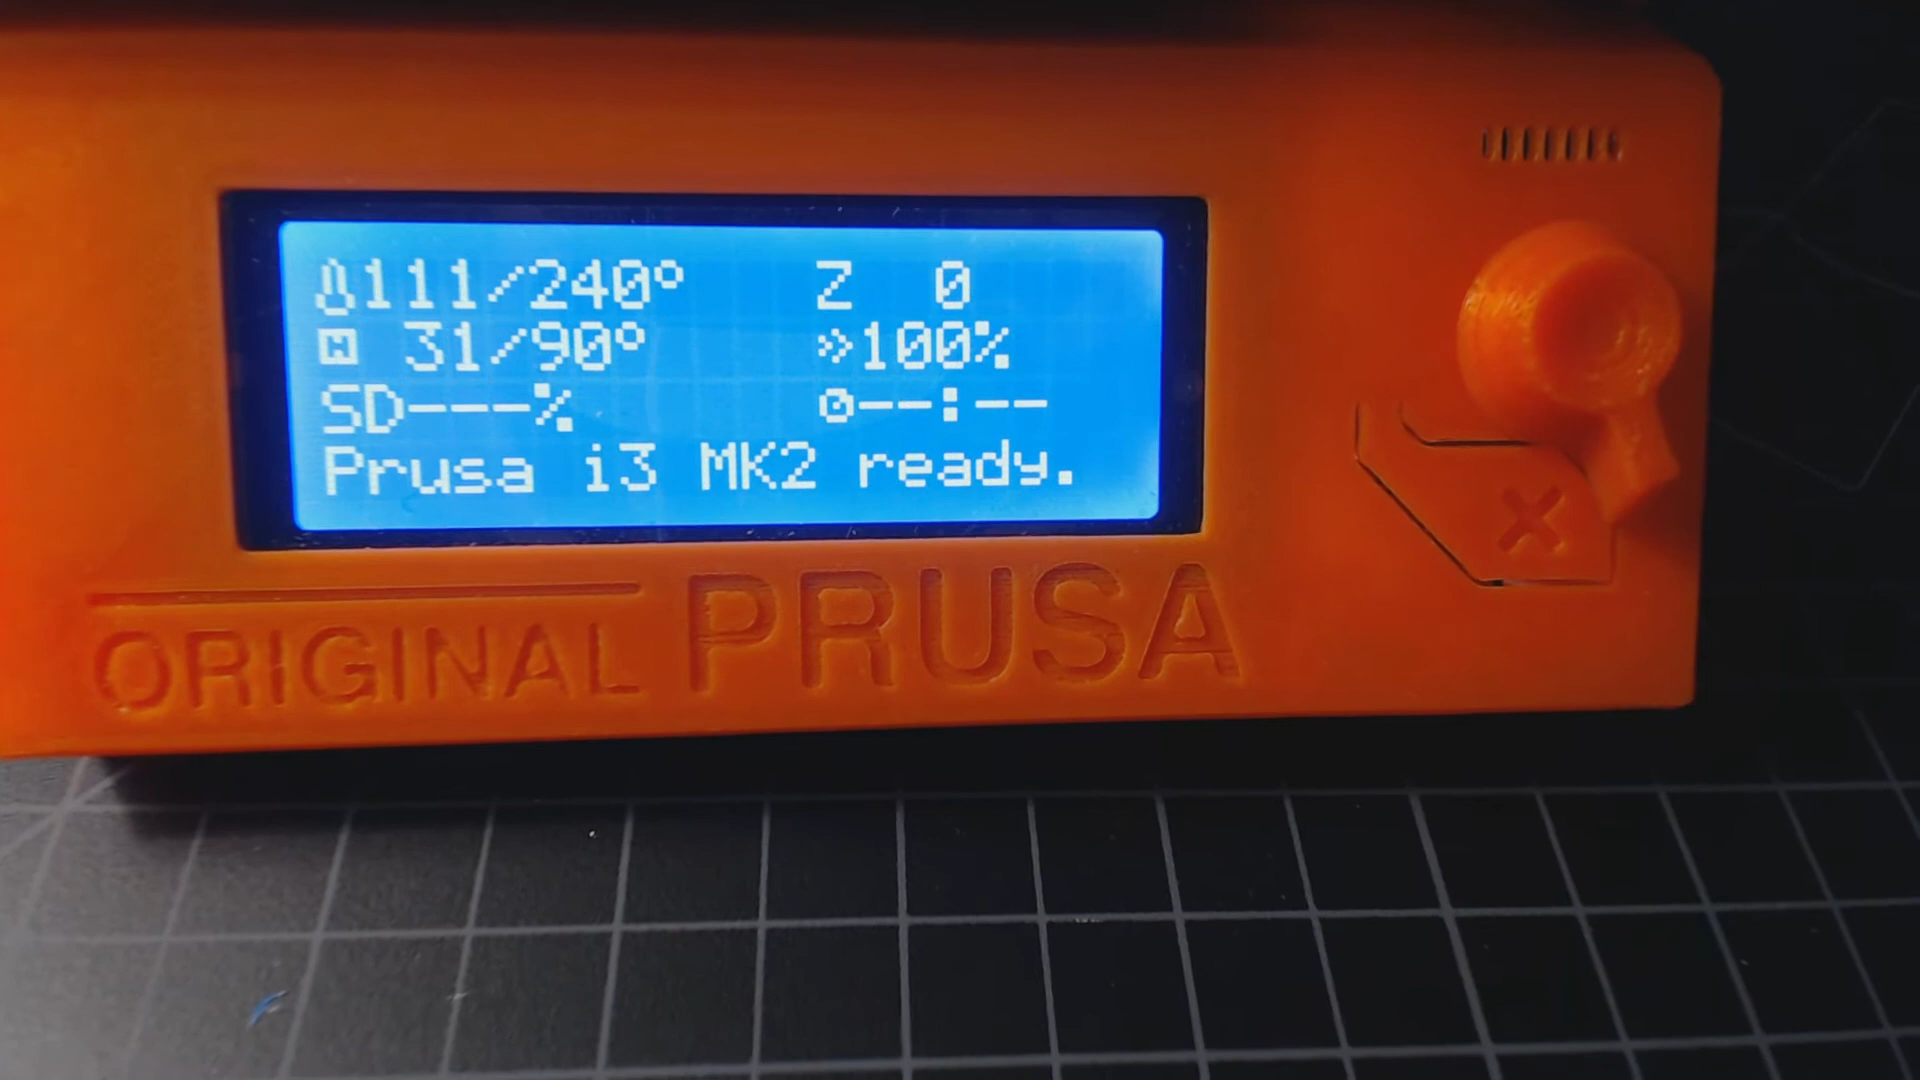 111/240° Z 0
31/90° »100%
SD---% --:--
Prusa i3 MK2 ready.
ORIGINAL PRUSA